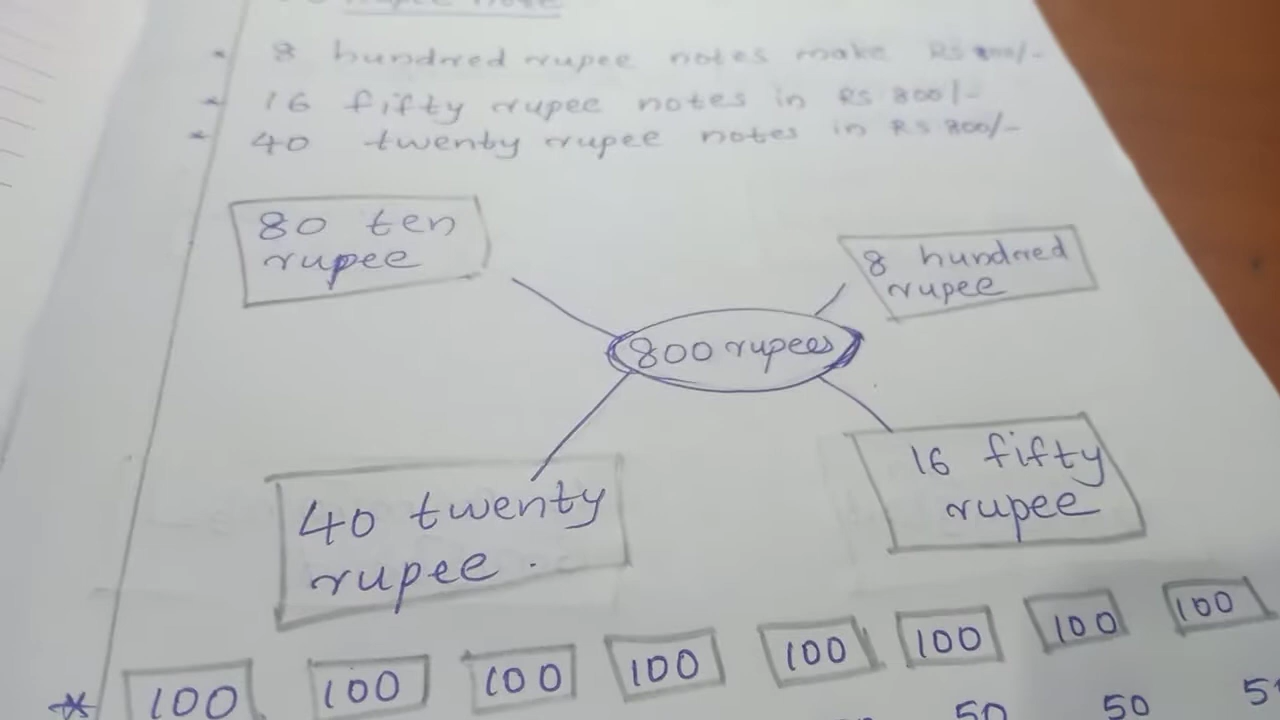 Rupee Note
* 8 hundred rupee notes make Rs 800/-
* 16 fifty rupee notes in Rs 800/-
* 40 twenty rupee notes in Rs 800/-
80 ten
rupee
8 hundred
rupee
800 rupees
40 twenty
rupee.
16 fifty
rupee
* 100 100 100 100 100 100 100 100
50 50